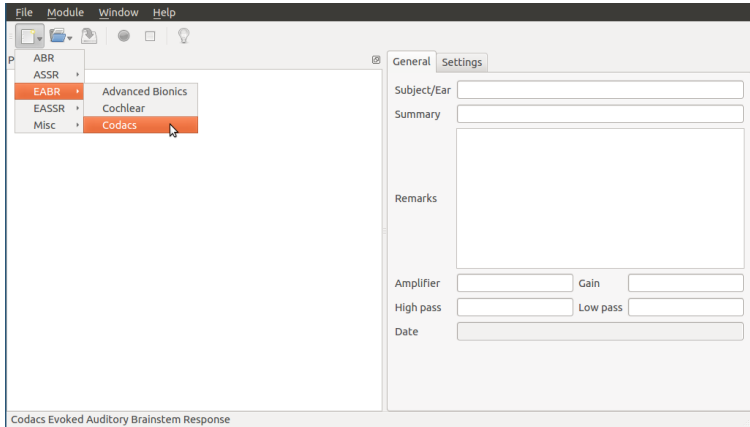 File Module Window Help
P
ABR
ASSR
EABR
EASSR
Misc
Advanced Bionics
Cochlear
Codacs
General Settings
Subject/Ear
Summary
Remarks
Amplifier Gain
High pass Low pass
Date
Codacs Evoked Auditory Brainstem Response